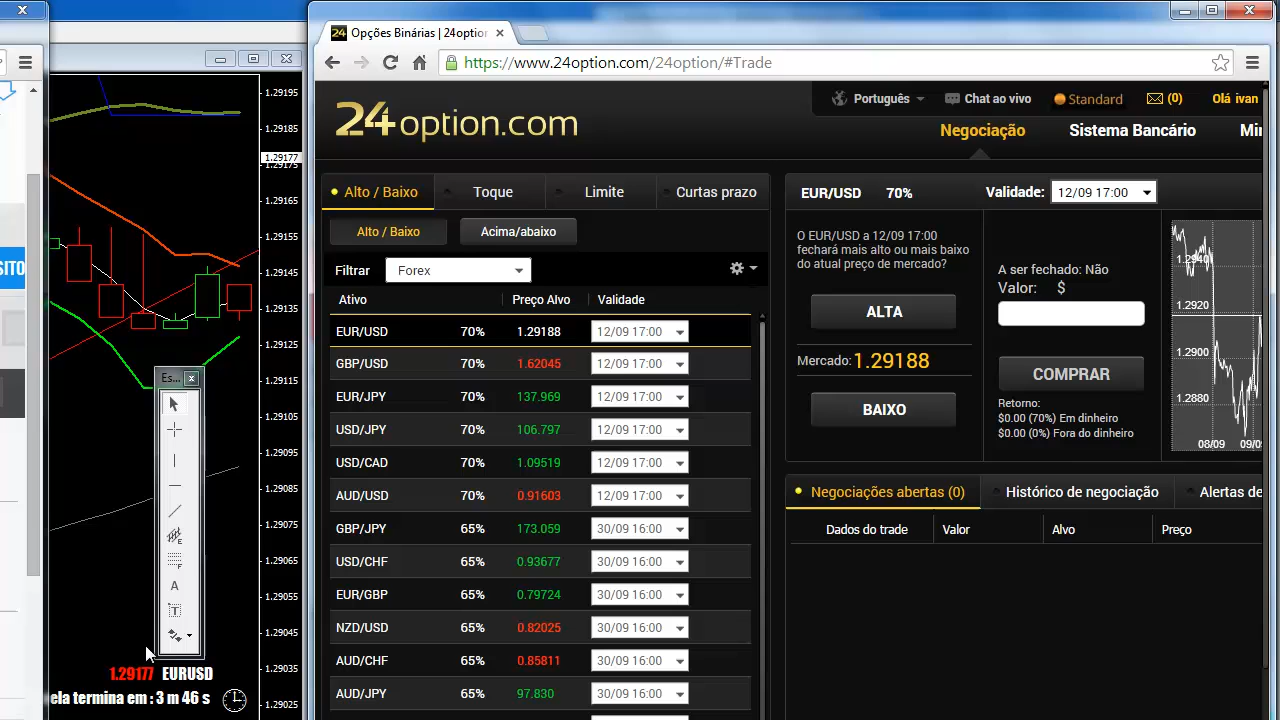 Opções Binárias | 24optior
https://www.24option.com/24option/#Trade
Português
Chat ao vivo
Standard
(0)
Olá ivan
24option.com
Negociação
Sistema Bancário
Alto / Baixo
Toque
Limite
Curtas prazo
Alto / Baixo
Acima/abaixo
Filtrar
Forex
Ativo Preço Alvo Validade
EUR/USD 70% 1.29188 12/09 17:00
GBP/USD 70% 1.62045 12/09 17:00
EUR/JPY 70% 137.969 12/09 17:00
USD/JPY 70% 106.797 12/09 17:00
USD/CAD 70% 1.09519 12/09 17:00
AUD/USD 70% 0.91603 12/09 17:00
GBP/JPY 65% 173.059 30/09 16:00
USD/CHF 65% 0.93677 30/09 16:00
EUR/GBP 65% 0.79724 30/09 16:00
NZD/USD 65% 0.82025 30/09 16:00
AUD/CHF 65% 0.85811 30/09 16:00
AUD/JPY 65% 97.830 30/09 16:00
EUR/USD 70%
Validade: 12/09 17:00
O EUR/USD a 12/09 17:00
fechará mais alto ou mais baixo
do atual preço de mercado?
ALTA
Mercado: 1.29188
BAIXO
A ser fechado: Não
Valor: $
COMPRAR
Retorno:
$0.00 (70%) Em dinheiro
$0.00 (0%) Fora do dinheiro
1.2940
1.2920
1.2900
1.2880
08/09 09/
Negociações abertas (0)
Histórico de negociação
Alertas de
Dados do trade Valor Alvo Preço
1.29195
1.29185
1.29177
1.29165
1.29155
1.29145
1.29135
1.29125
1.29115
1.29105
1.29095
1.29085
1.29075
1.29065
1.29055
1.29045
1.29035
1.29025
Es...
E
F
A
T
1.29177 EURUSD
ela termina em : 3 m 46 s
SITO